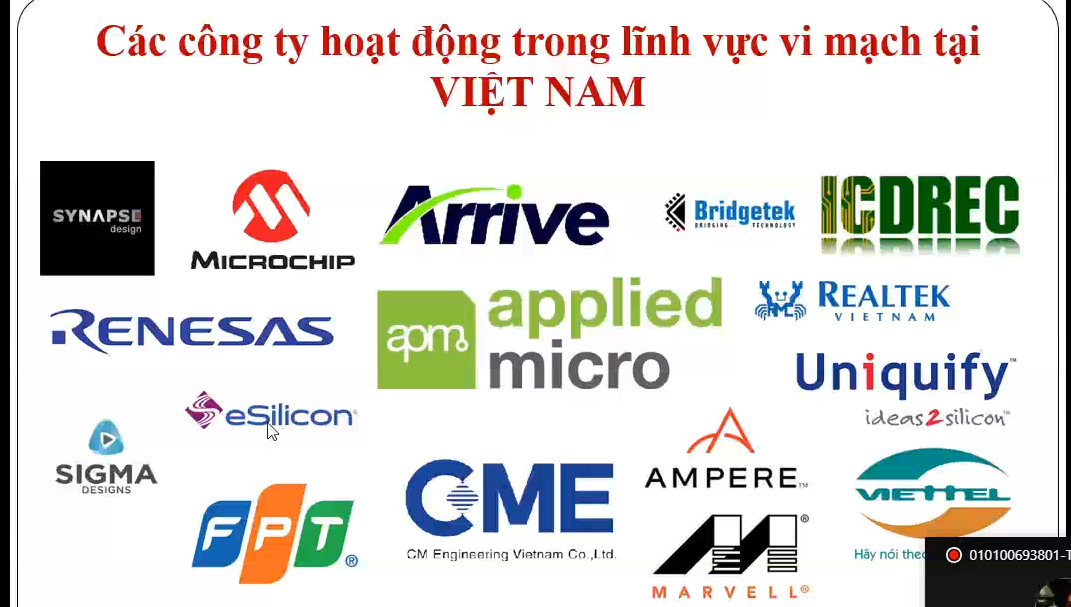 Các công ty hoạt động trong lĩnh vực vi mạch tại
VIỆT NAM
SYNAPSE
design
MICROCHIP
Arrive
Bridgetek
BRIDGING TECHNOLOGY
ICDREC
RENESAS
apm
applied
micro
REALTEK
VIETNAM
Uniquify™
ideas2silicon™
eSilicon
SIGMA
DESIGNS
FPT®
CME
CM Engineering Vietnam Co.,Ltd.
AMPERE™
MARVELL®
VIETTEL
Hãy nói theo
010100693801-T